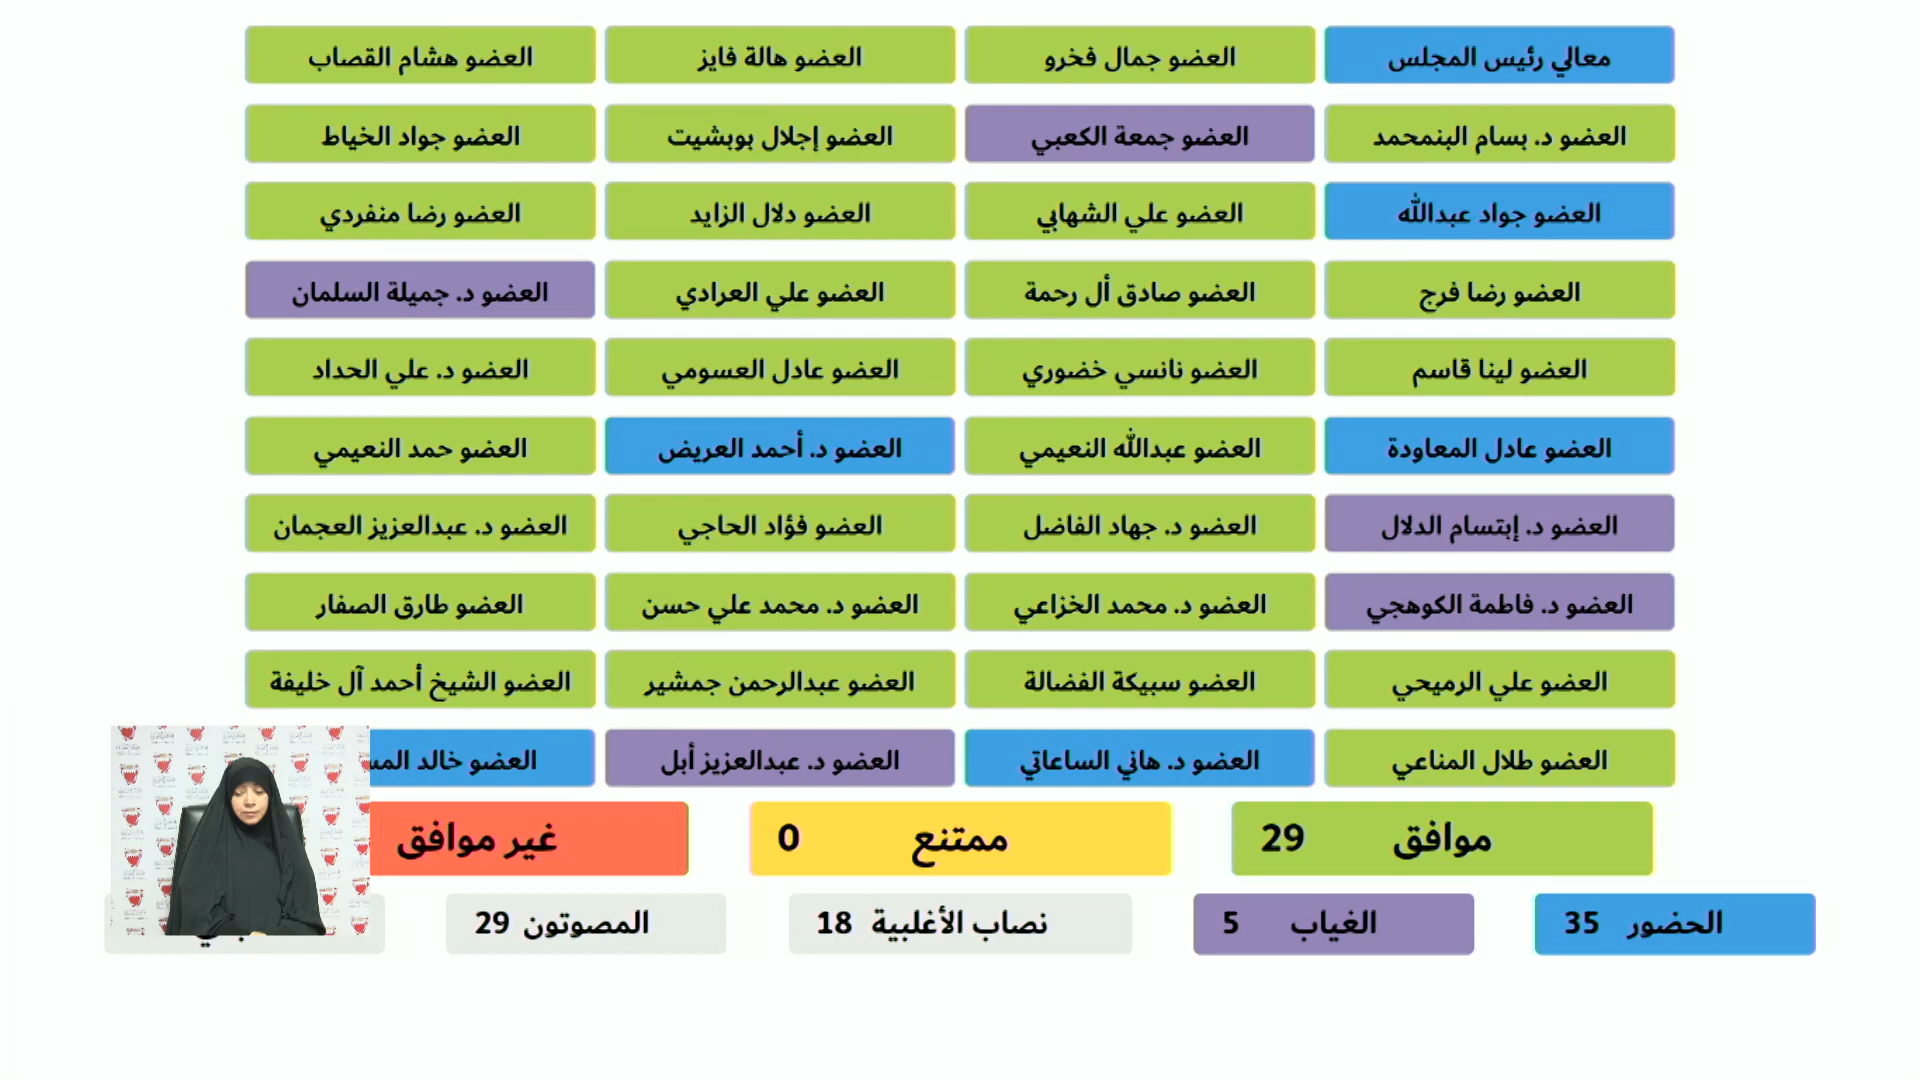 معالي رئيس المجلس العضو جمال فخرو العضو هالة فايز العضو هشام القصاب
العضو د. بسام البنمحمد العضو جمعة الكعبي العضو إجلال بوبشيت العضو جواد الخياط
العضو جواد عبدالله العضو علي الشهابي العضو دلال الزايد العضو رضا منفردي
العضو رضا فرج العضو صادق أل رحمة العضو علي العرادي العضو د. جميلة السلمان
العضو لينا قاسم العضو نانسي خضوري العضو عادل العسومي العضو د. علي الحداد
العضو عادل المعاودة العضو عبدالله النعيمي العضو د. أحمد العريض العضو حمد النعيمي
العضو د. إبتسام الدلال العضو د. جهاد الفاضل العضو فؤاد الحاجي العضو د. عبدالعزيز العجمان
العضو د. فاطمة الكوهجي العضو د. محمد الخزاعي العضو د. محمد علي حسن العضو طارق الصفار
العضو علي الرميحي العضو سبيكة الفضالة العضو عبدالرحمن جمشير العضو الشيخ أحمد آل خليفة
العضو طلال المناعي العضو د. هاني الساعاتي العضو د. عبدالعزيز أبل العضو خالد
موافق 29 ممتنع 0 غير موافق
الحضور 35 الغياب 5 نصاب الأغلبية 18 المصوتون 29